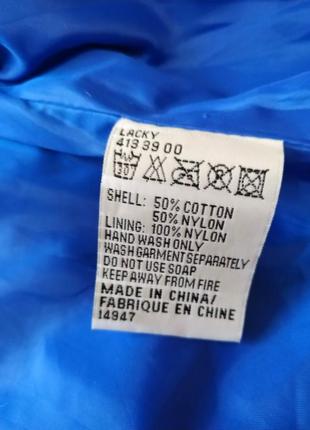 LACKY
413 39 00
30
SHELL: 50% COTTON
50% NYLON
LINING: 100% NYLON
HAND WASH ONLY
WASH GARMENT SEPARATELY
DO NOT USE SOAP
KEEP AWAY FROM FIRE
MADE IN CHINA/
FABRIQUE EN CHINE
14947